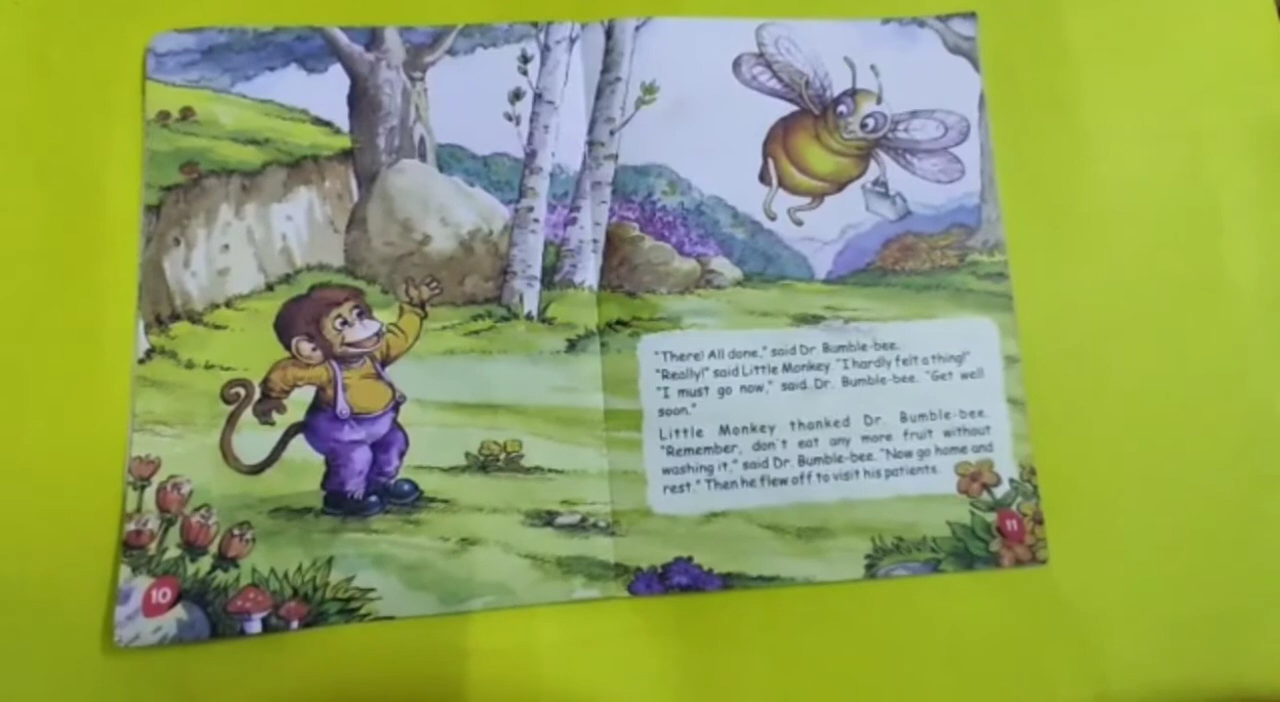 "There! All done," said Dr. Bumble-bee.
"Really!" said Little Monkey. "I hardly felt a thing!"
"I must go now," said Dr. Bumble-bee. "Get well
soon."
Little Monkey thanked Dr. Bumble-bee.
"Remember, don't eat any more fruit without
washing it," said Dr. Bumble-bee. "Now go home and
rest." Then he flew off to visit his patients.
10
11